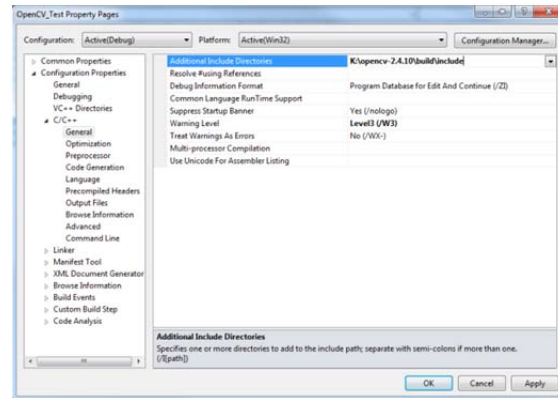 OpenCV_Test Property Pages
Configuration: Active(Debug) Platform: Active(Win32) Configuration Manager...
Common Properties
Configuration Properties
General
Debugging
VC++ Directories
C/C++
General
Optimization
Preprocessor
Code Generation
Language
Precompiled Headers
Output Files
Browse Information
Advanced
Command Line
Linker
Manifest Tool
XML Document Generator
Browse Information
Build Events
Custom Build Step
Code Analysis
Additional Include Directories K:\opencv-2.4.10\build\include
Resolve #using References
Debug Information Format Program Database for Edit And Continue (/ZI)
Common Language RunTime Support
Suppress Startup Banner Yes (/nologo)
Warning Level Level3 (/W3)
Treat Warnings As Errors No (/WX-)
Multi-processor Compilation
Use Unicode For Assembler Listing
Additional Include Directories
Specifies one or more directories to add to the include path; separate with semi-colons if more than one.
(/I[path])
OK Cancel Apply